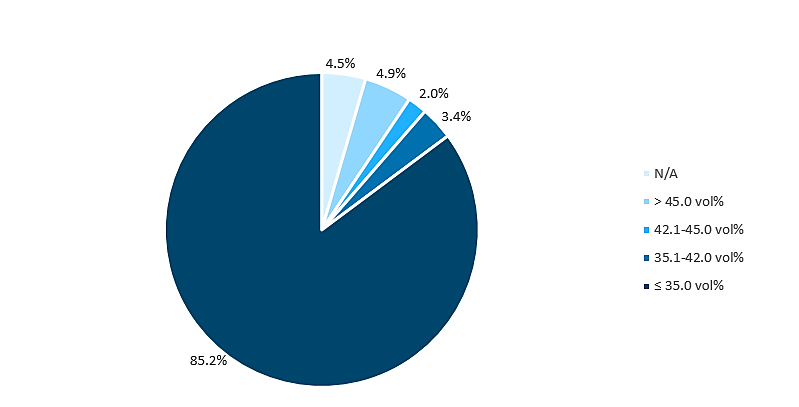 4.5%
4.9%
2.0%
3.4%
N/A
> 45.0 vol%
42.1-45.0 vol%
35.1-42.0 vol%
≤ 35.0 vol%
85.2%